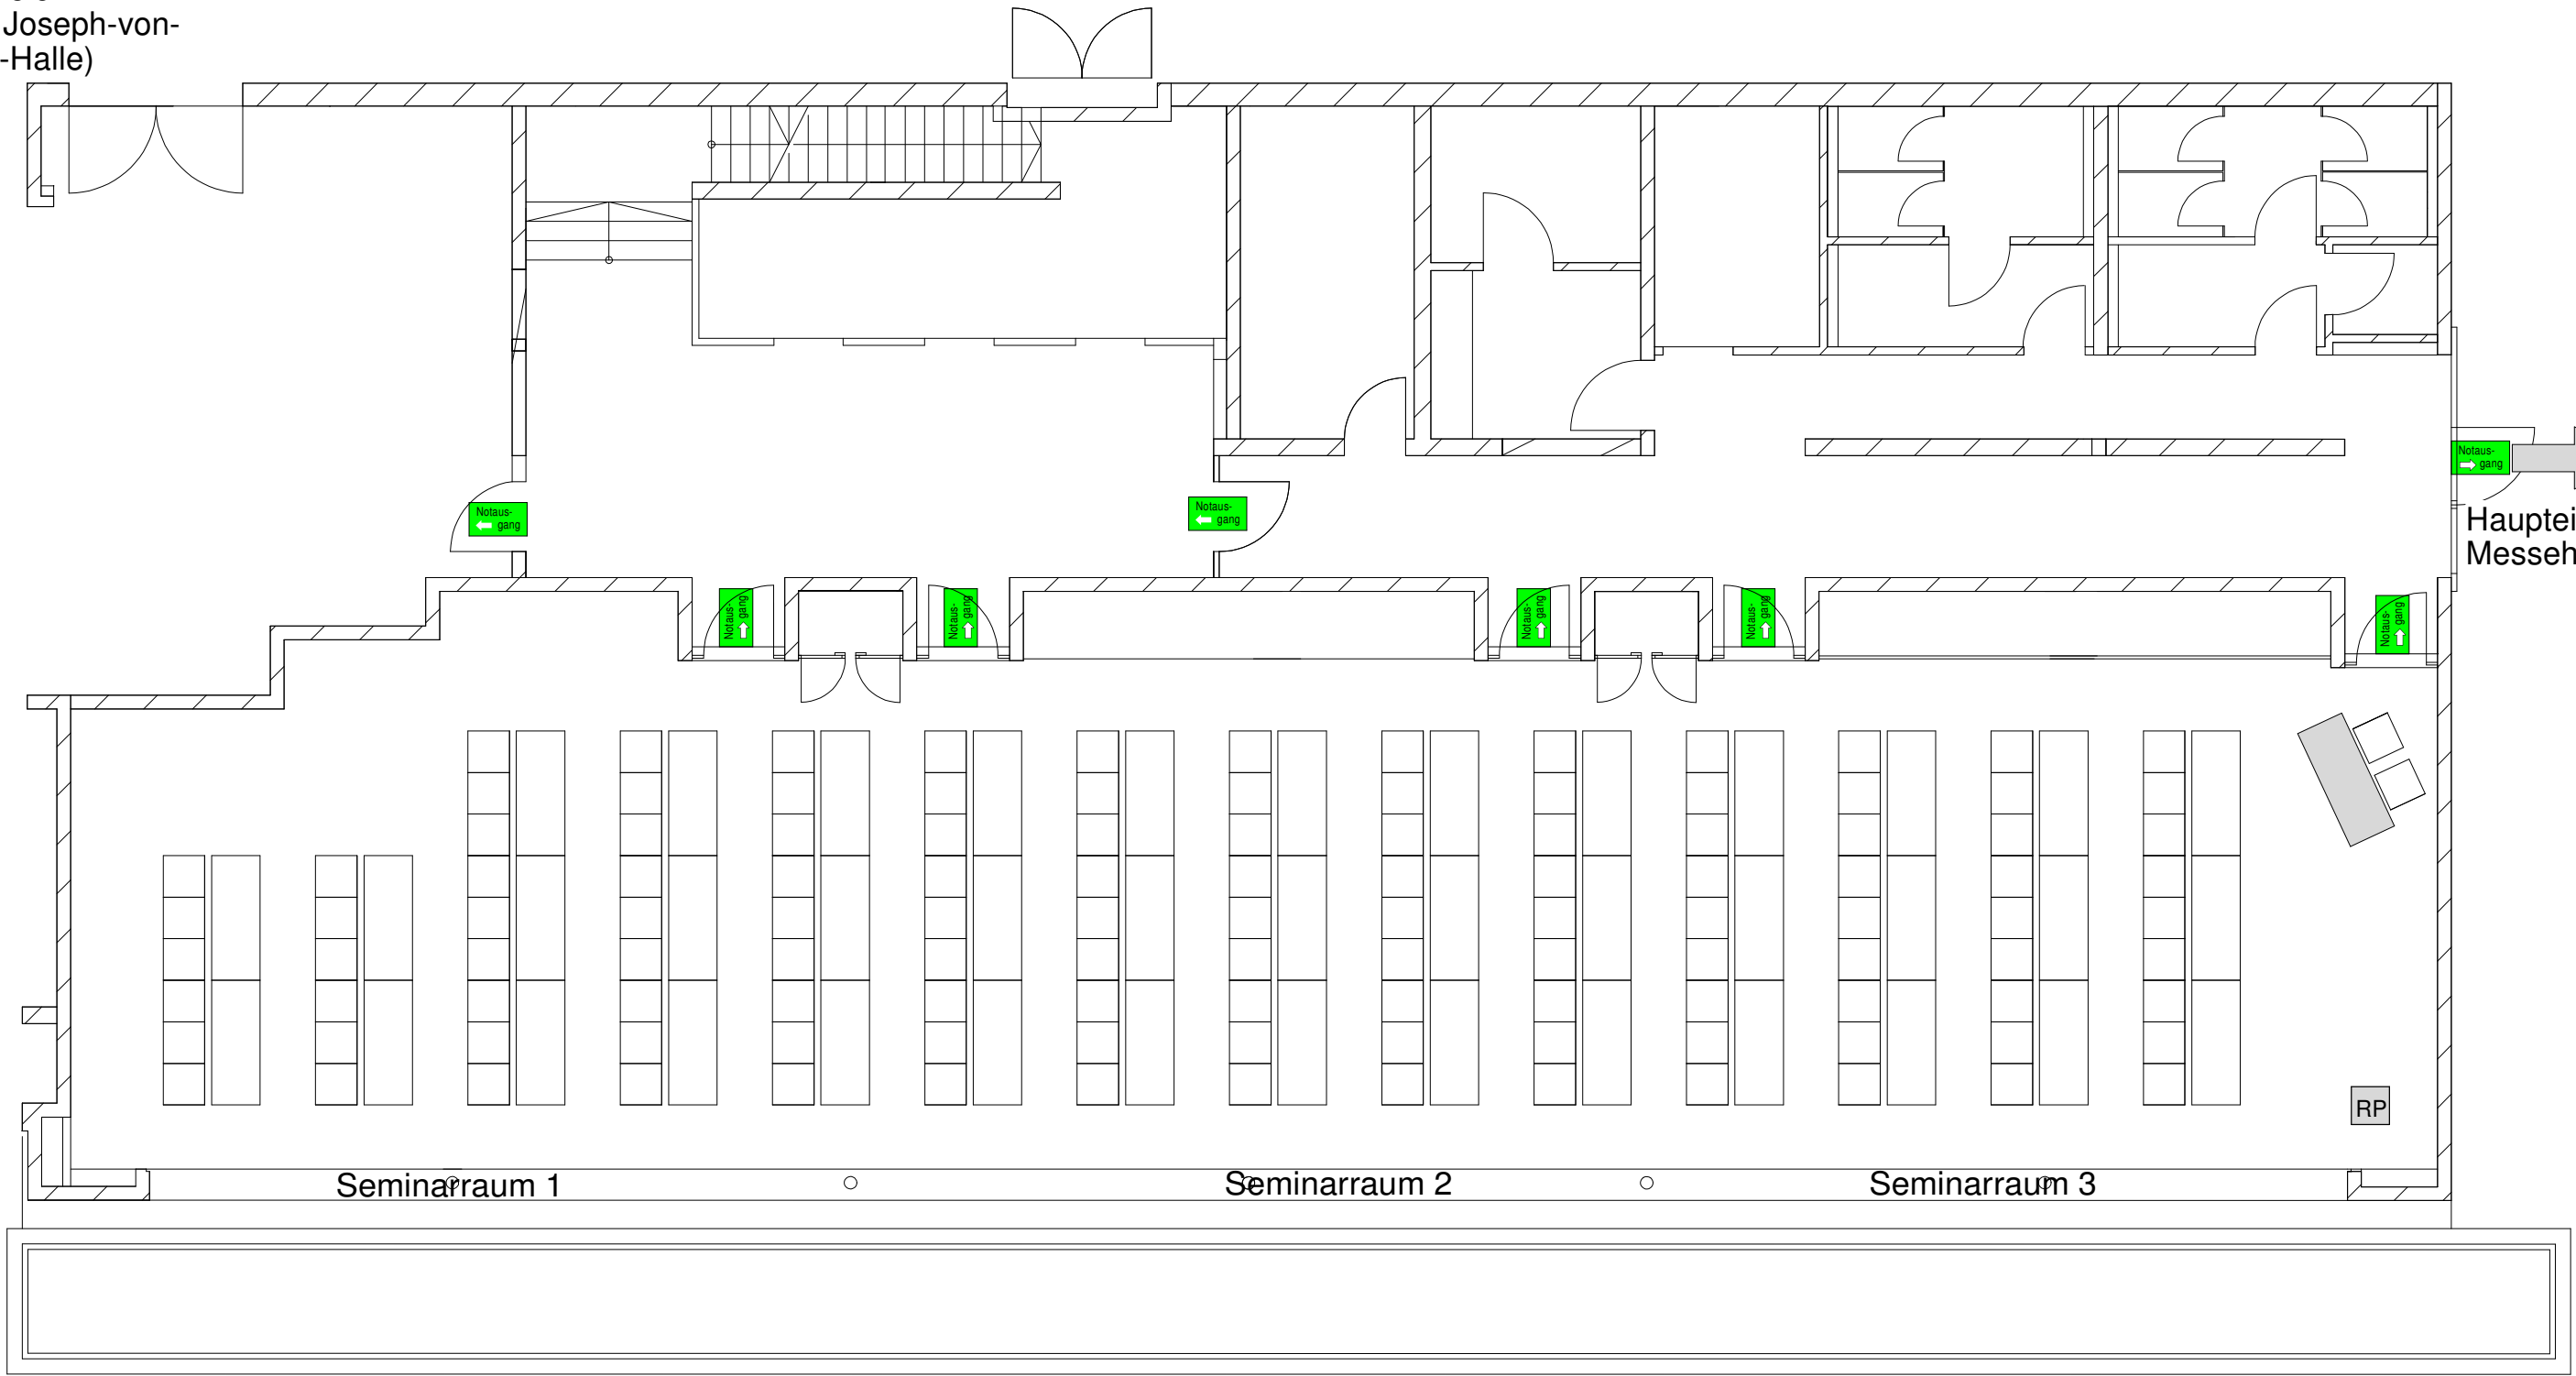 Joseph-von-
-Halle)
Notaus-
gang
Notaus-
gang
Notaus-
gang
Hauptei
Messeh
Notaus-
gang
Notaus-
gang
Notaus-
gang
Notaus-
gang
Notaus-
gang
RP
Seminarraum 1
Seminarraum 2
Seminarraum 3